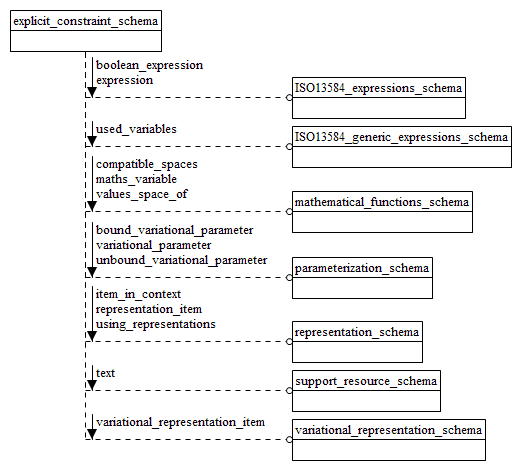 explicit_constraint_schema
boolean_expression
expression
ISO13584_expressions_schema
used_variables
ISO13584_generic_expressions_schema
compatible_spaces
maths_variable
values_space_of
mathematical_functions_schema
bound_variational_parameter
variational_parameter
unbound_variational_parameter
parameterization_schema
item_in_context
representation_item
using_representations
representation_schema
text
support_resource_schema
variational_representation_item
variational_representation_schema